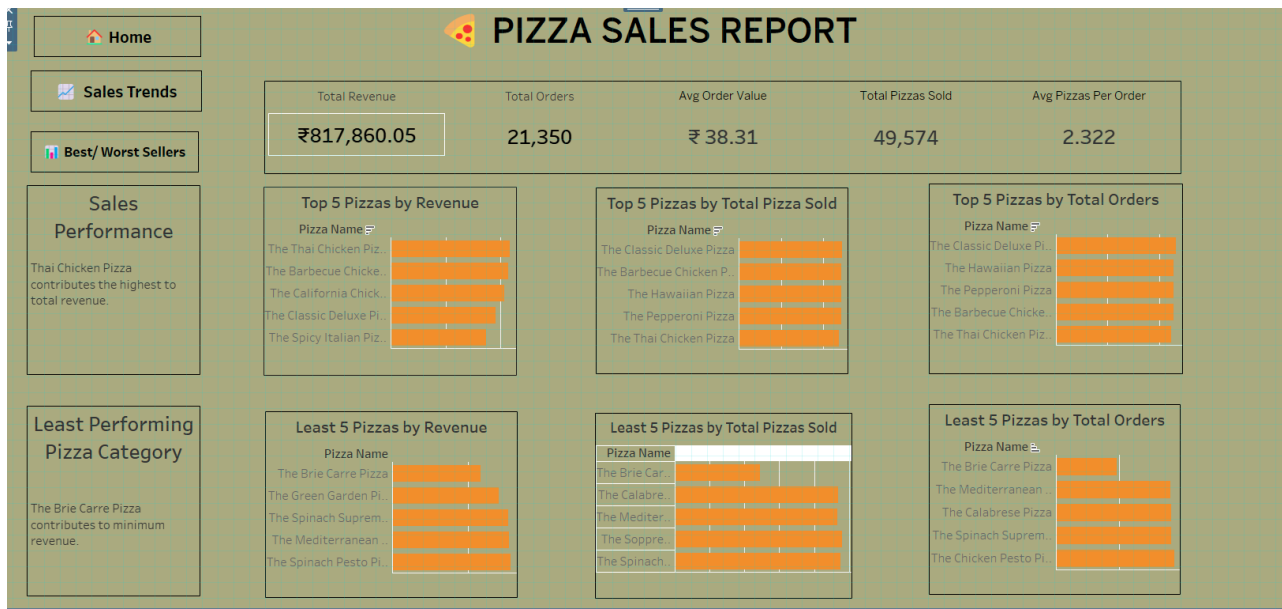 PIZZA SALES REPORT
Home
Sales Trends
Best/ Worst Sellers
Total Revenue
₹817,860.05
Total Orders
21,350
Avg Order Value
₹ 38.31
Total Pizzas Sold
49,574
Avg Pizzas Per Order
2.322
Sales
Performance
Thai Chicken Pizza
contributes the highest to
total revenue.
Top 5 Pizzas by Revenue
Pizza Name
The Thai Chicken Piz..
The Barbecue Chicke..
The California Chick..
The Classic Deluxe Pi..
The Spicy Italian Piz..
Top 5 Pizzas by Total Pizza Sold
Pizza Name
The Classic Deluxe Pizza
The Barbecue Chicken P..
The Hawaiian Pizza
The Pepperoni Pizza
The Thai Chicken Pizza
Top 5 Pizzas by Total Orders
Pizza Name
The Classic Deluxe Pi..
The Hawaiian Pizza
The Pepperoni Pizza
The Barbecue Chicke..
The Thai Chicken Piz..
Least Performing
Pizza Category
The Brie Carre Pizza
contributes to minimum
revenue.
Least 5 Pizzas by Revenue
Pizza Name
The Brie Carre Pizza
The Green Garden Pi..
The Spinach Suprem..
The Mediterranean ..
The Spinach Pesto Pi..
Least 5 Pizzas by Total Pizzas Sold
Pizza Name
The Brie Car..
The Calabre..
The Mediter..
The Soppre..
The Spinach..
Least 5 Pizzas by Total Orders
Pizza Name
The Brie Carre Pizza
The Mediterranean ..
The Calabrese Pizza
The Spinach Suprem..
The Chicken Pesto Pi..